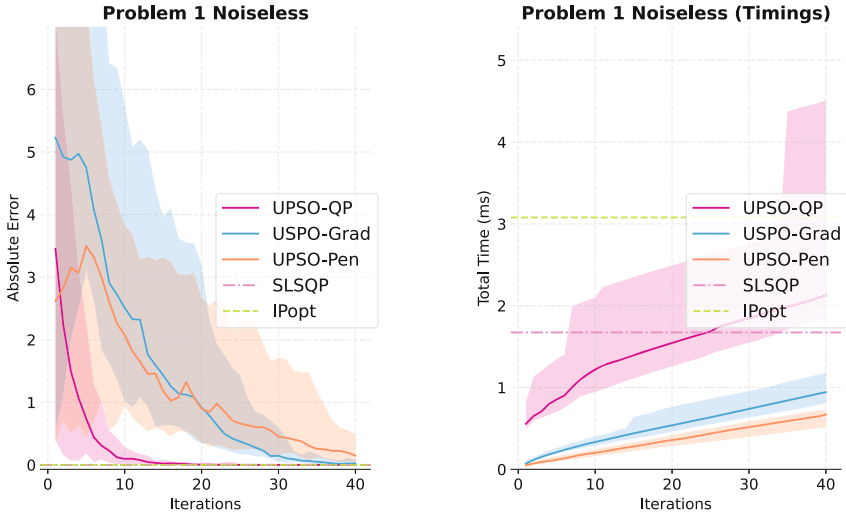 Problem 1 Noiseless
Absolute Error
6
5
4
3
2
1
0
0 10 20 30 40
Iterations
UPSO-QP
USPO-Grad
UPSO-Pen
SLSQP
IPopt
Problem 1 Noiseless (Timings)
Total Time (ms)
5
4
3
2
1
0
0 10 20 30 40
Iterations
UPSO-QP
USPO-Grad
UPSO-Pen
SLSQP
IPopt